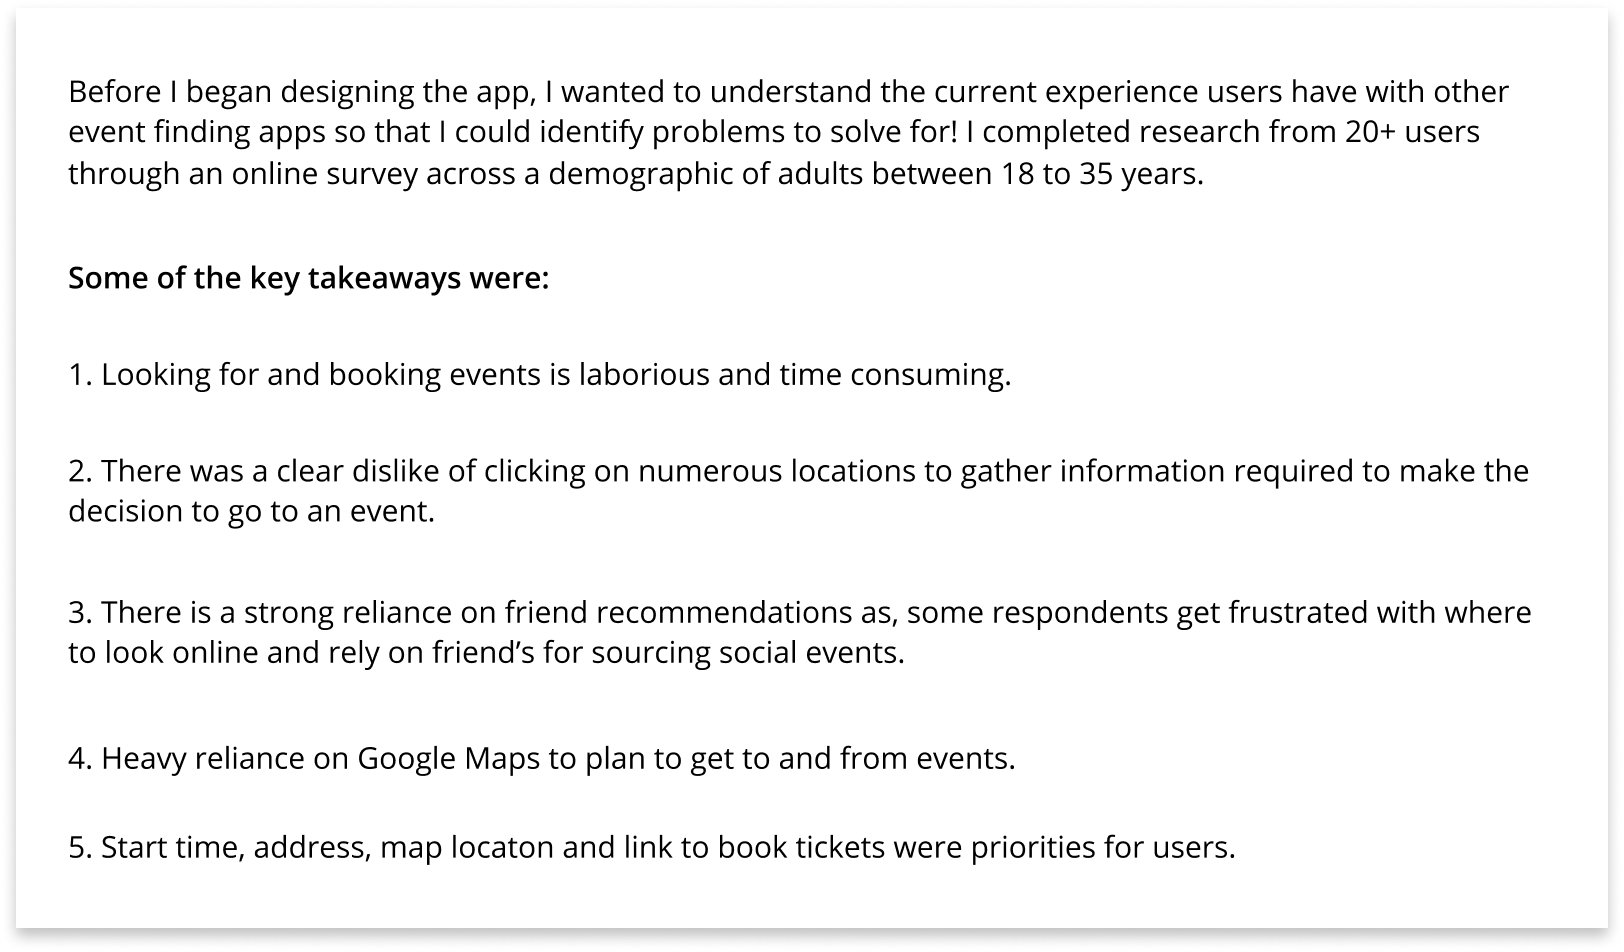 Before I began designing the app, I wanted to understand the current experience users have with other
event finding apps so that I could identify problems to solve for! I completed research from 20+ users
through an online survey across a demographic of adults between 18 to 35 years.
Some of the key takeaways were:
1. Looking for and booking events is laborious and time consuming.
2. There was a clear dislike of clicking on numerous locations to gather information required to make the
decision to go to an event.
3. There is a strong reliance on friend recommendations as, some respondents get frustrated with where
to look online and rely on friend’s for sourcing social events.
4. Heavy reliance on Google Maps to plan to get to and from events.
5. Start time, address, map locaton and link to book tickets were priorities for users.